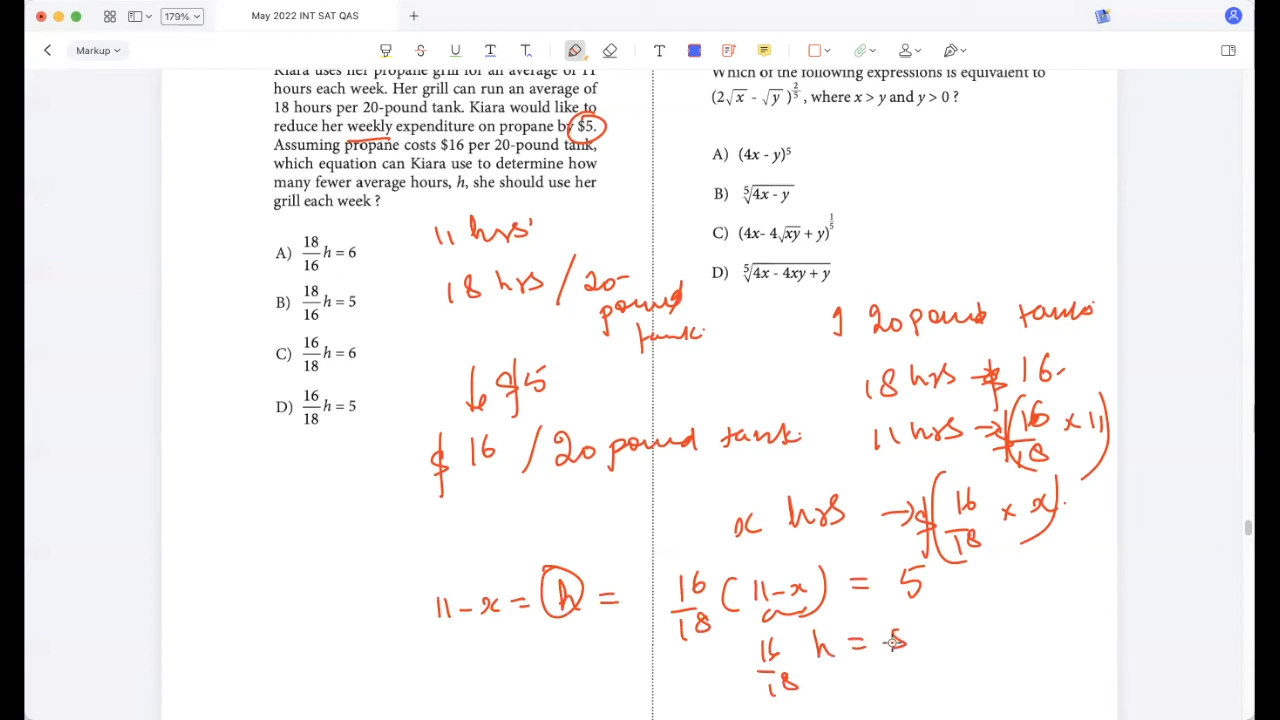 May 2022 INT SAT QAS
179%
Markup
Kiara uses her propane grill for an average of 11
hours each week. Her grill can run an average of
18 hours per 20-pound tank. Kiara would like to
reduce her weekly expenditure on propane by $5.
Assuming propane costs $16 per 20-pound tank,
which equation can Kiara use to determine how
many fewer average hours, h, she should use her
grill each week ?
A) 18/16 h = 6
B) 18/16 h = 5
C) 16/18 h = 6
D) 16/18 h = 5
11 hrs
18 hrs / 20-
pound
tank.
↓ $5
$ 16 / 20 pound tank.
11-x = h =
Which of the following expressions is equivalent to
(2√x - √y)^(2/5), where x > y and y > 0 ?
A) (4x - y)⁵
B) ⁵√(4x - y)
C) (4x- 4√xy + y)^(1/5)
D) ⁵√(4x - 4xy + y)
1 20 pound tank.
18 hrs → $ 16.
11 hrs → $(16/18 × 11)
x hrs → $(16/18 × x).
16/18 (11-x) = 5
16/18 h = 5